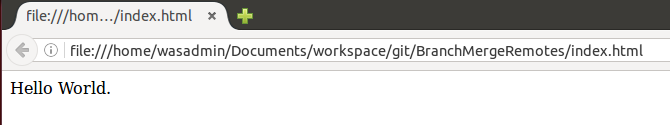 file:///hom…/index.html
file:///home/wasadmin/Documents/workspace/git/BranchMergeRemotes/index.html
Hello World.